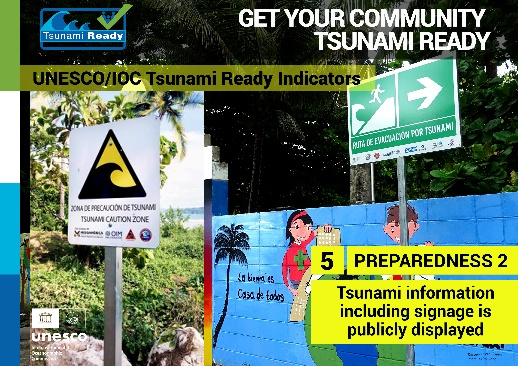 Tsunami Ready
GET YOUR COMMUNITY
TSUNAMI READY
UNESCO/IOC Tsunami Ready Indicators
RUTA DE EVACUACIÓN POR TSUNAMI
ZONA DE PRECAUCIÓN DE TSUNAMI
TSUNAMI CAUTION ZONE
OIM
La tierra es
Casa de todos
5 PREPAREDNESS 2
Tsunami information
including signage is
publicly displayed
unesco